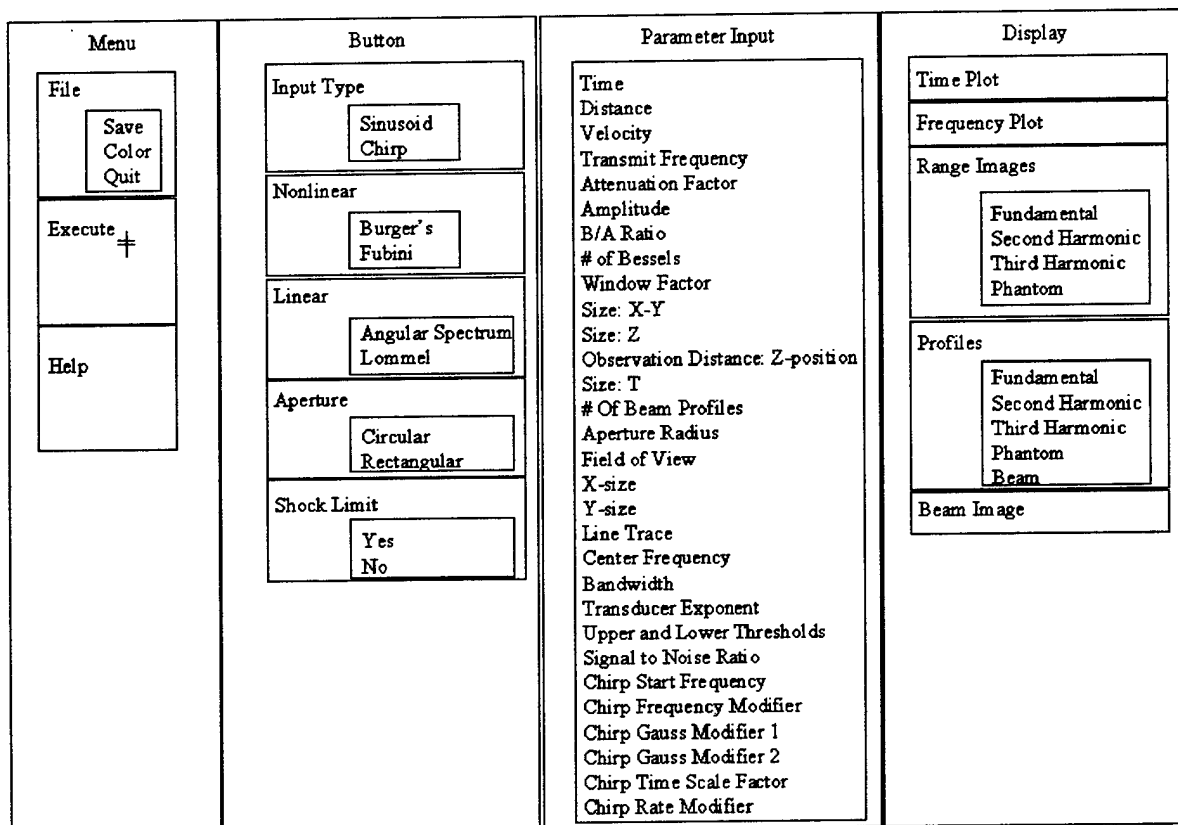 Menu
File
Save
Color
Quit
Execute
Help
Button
Input Type
Sinusoid
Chirp
Nonlinear
Burger's
Fubini
Linear
Angular Spectrum
Lommel
Aperture
Circular
Rectangular
Shock Limit
Yes
No
Parameter Input
Time
Distance
Velocity
Transmit Frequency
Attenuation Factor
Amplitude
B/A Ratio
# of Bessels
Window Factor
Size: X-Y
Size: Z
Observation Distance: Z-position
Size: T
# Of Beam Profiles
Aperture Radius
Field of View
X-size
Y-size
Line Trace
Center Frequency
Bandwidth
Transducer Exponent
Upper and Lower Thresholds
Signal to Noise Ratio
Chirp Start Frequency
Chirp Frequency Modifier
Chirp Gauss Modifier 1
Chirp Gauss Modifier 2
Chirp Time Scale Factor
Chirp Rate Modifier
Display
Time Plot
Frequency Plot
Range Images
Fundamental
Second Harmonic
Third Harmonic
Phantom
Profiles
Fundamental
Second Harmonic
Third Harmonic
Phantom
Beam
Beam Image